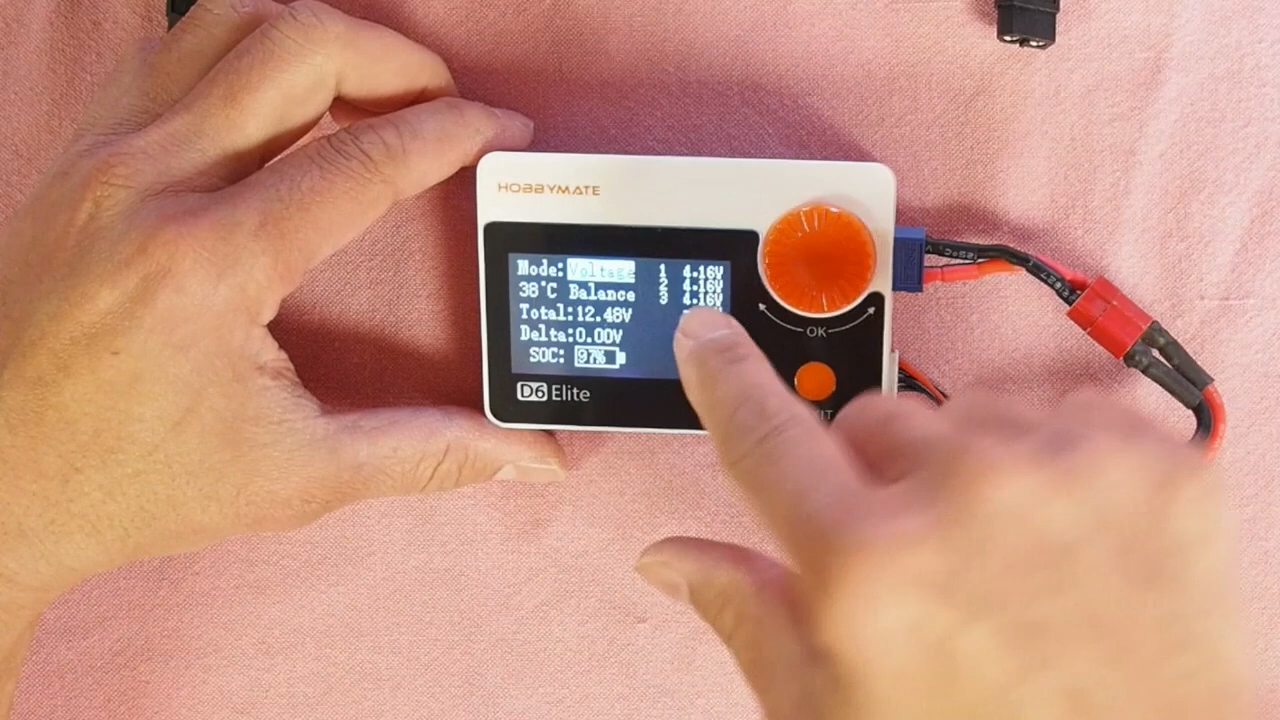 HOBBYMATE
Mode: Voltage 1 4.16V
38°C Balance 2 4.16V
3 4.16V
Total:12.48V
Delta:0.00V
SOC: 97%
OK
D6 Elite